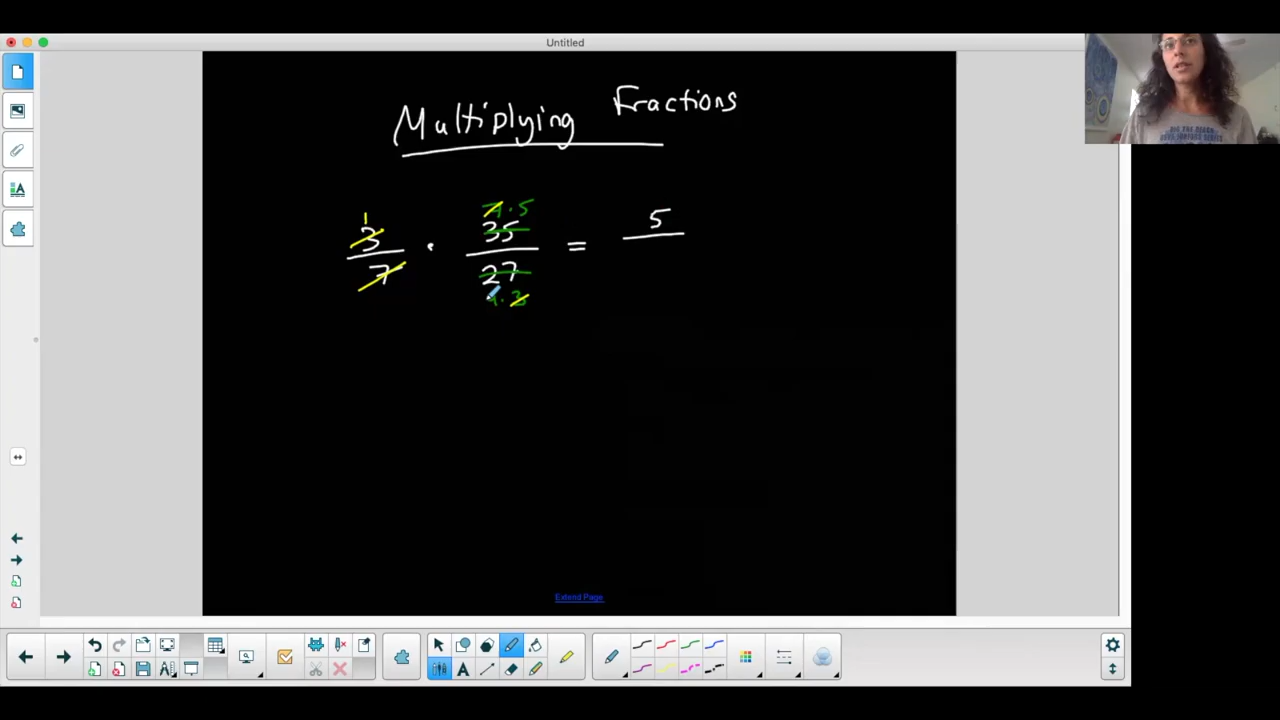 Untitled
Multiplying Fractions
1
7 · 5
3/7 · 35/27 = 5
· 3
Extend Page
A
A